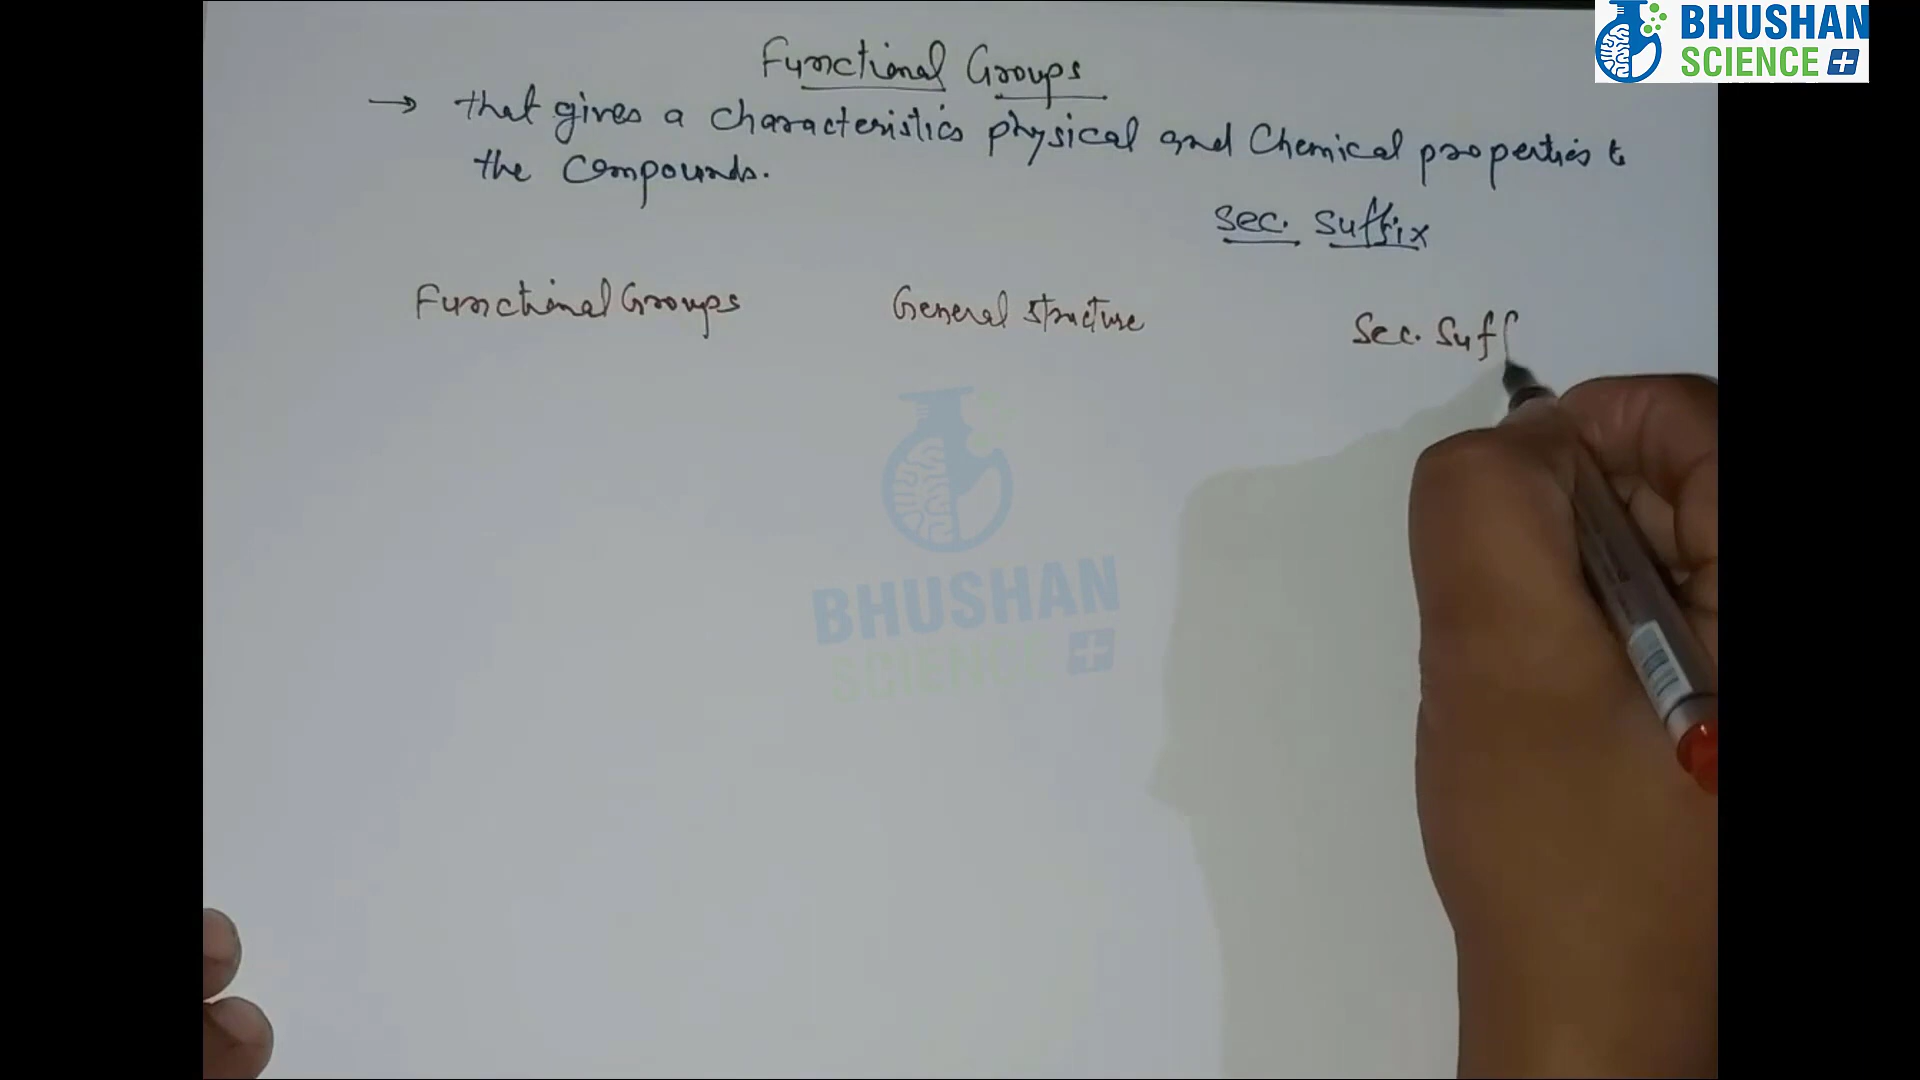 BHUSHAN
SCIENCE +
Functional Groups
→ that gives a characteristics physical and Chemical properties to
the compounds.
Sec. Suffix
Functional Groups General structure Sec. Suff
BHUSHAN
SCIENCE +